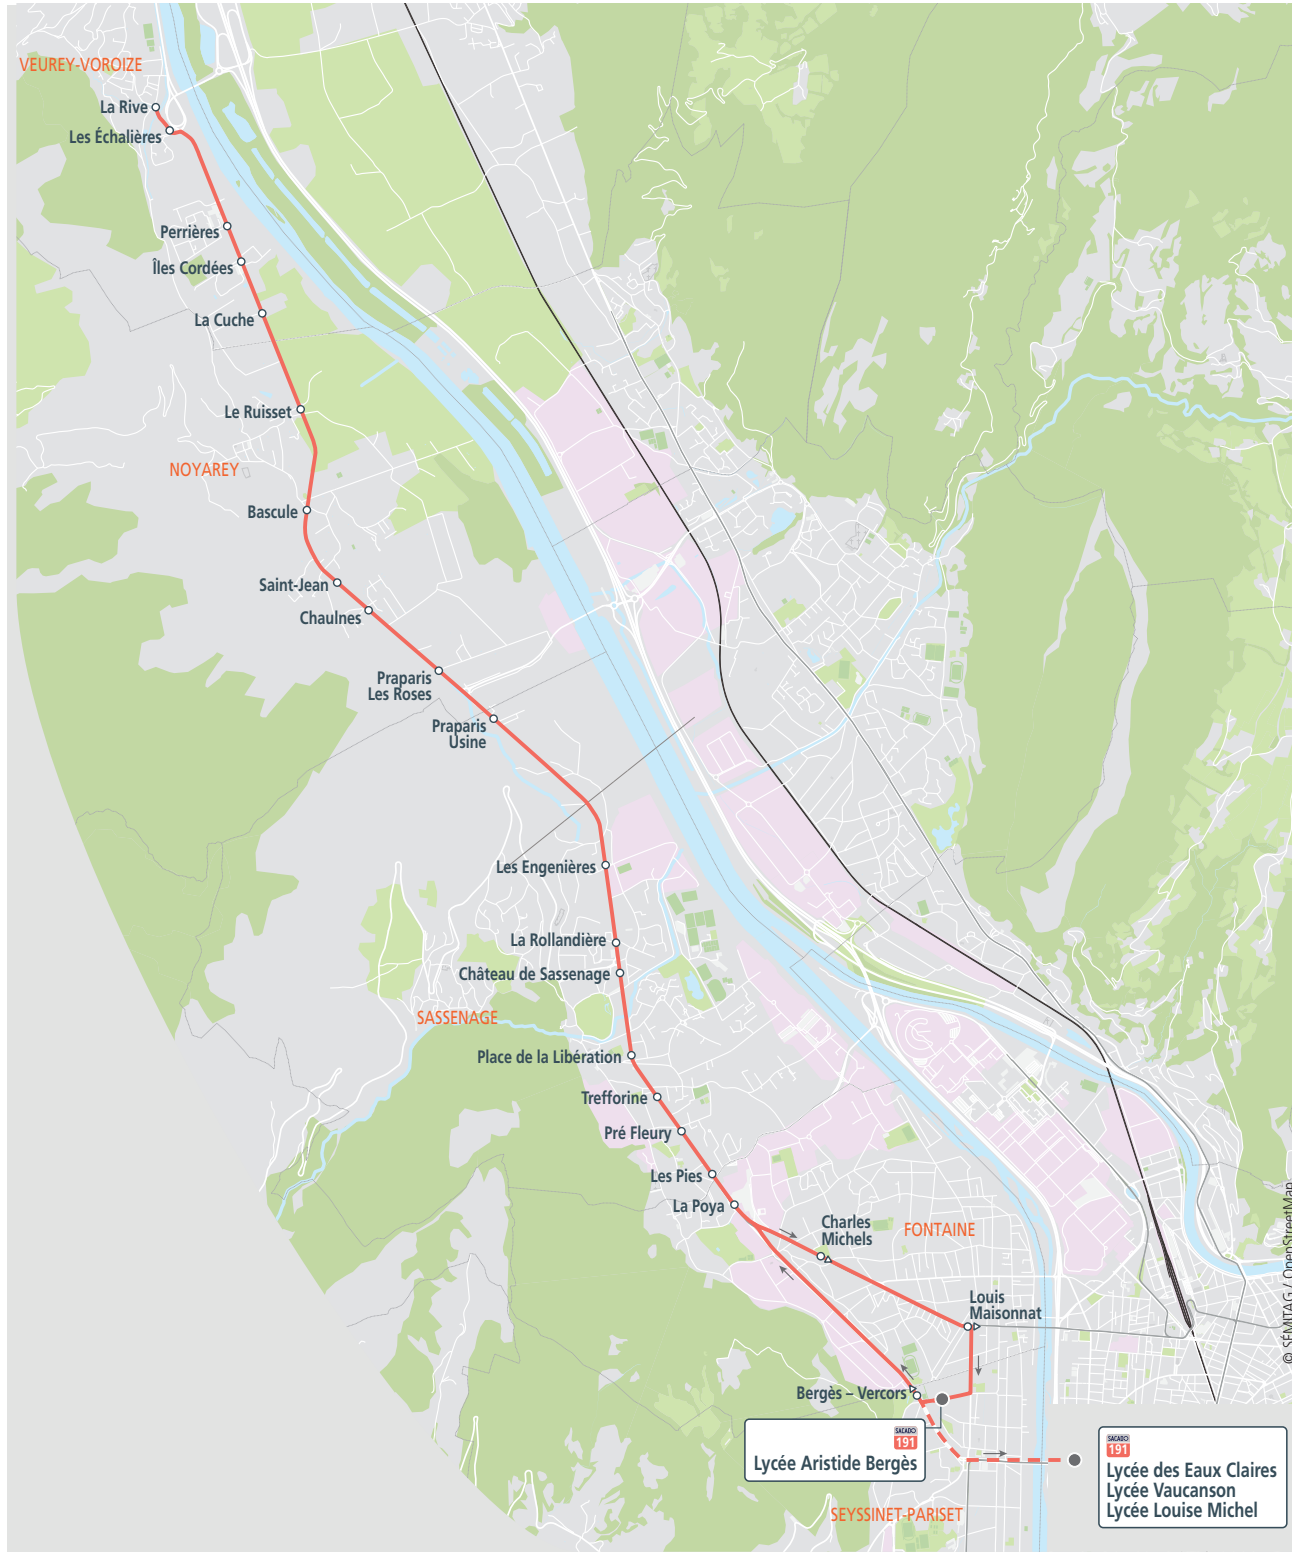 VEUREY-VOROIZE
La Rive
Les Échalières
Perrières
Îles Cordées
La Cuche
Le Ruisset
NOYAREY
Bascule
Saint-Jean
Chaulnes
Praparis
Les Roses
Praparis
Usine
Les Engenières
La Rollandière
Château de Sassenage
SASSENAGE
Place de la Libération
Trefforine
Pré Fleury
Les Pies
La Poya
Charles
Michels
FONTAINE
Louis
Maisonnat
© SÉMITAG / OpenStreetMap
Bergès – Vercors
SACADO
191
Lycée Aristide Bergès
SACADO
191
Lycée des Eaux Claires
Lycée Vaucanson
Lycée Louise Michel
SEYSSINET-PARISET